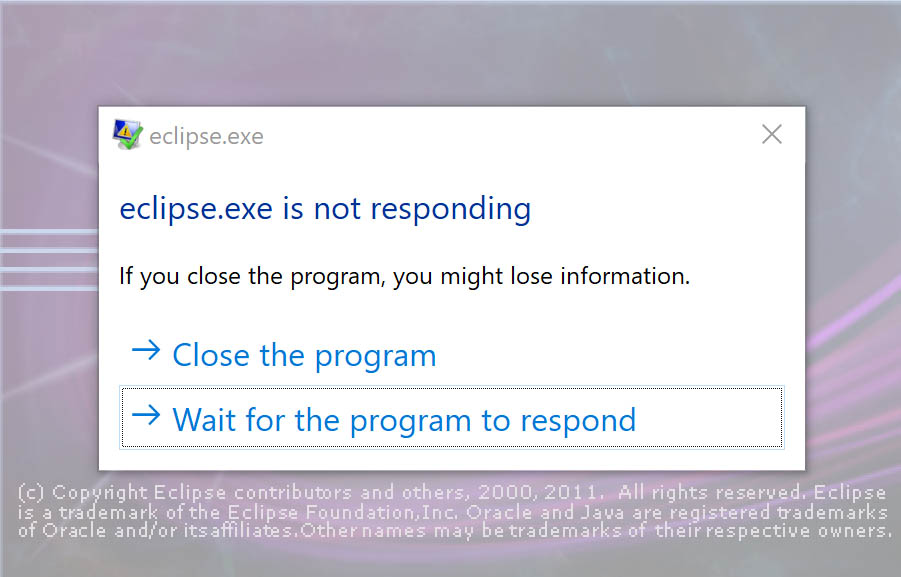 eclipse.exe
eclipse.exe is not responding
If you close the program, you might lose information.
Close the program
Wait for the program to respond
(c) Copyright Eclipse contributors and others, 2000, 2011. All rights reserved. Eclipse
is a trademark of the Eclipse Foundation,Inc. Oracle and Java are registered trademarks
of Oracle and/or itsaffiliates.Other names may be trademarks of their respective owners.